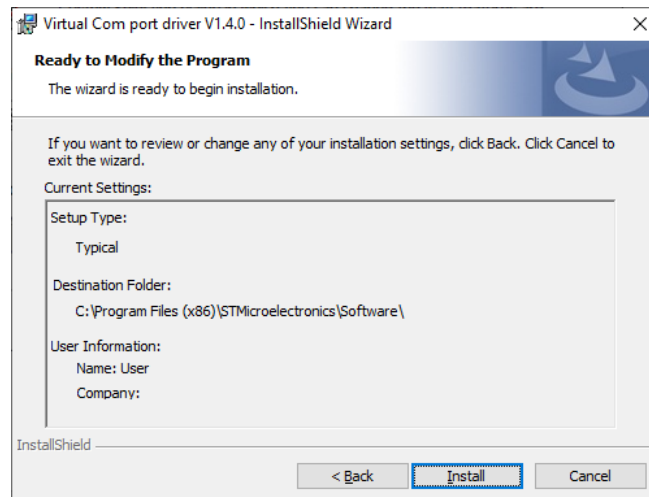 Virtual Com port driver V1.4.0 - InstallShield Wizard
Ready to Modify the Program
The wizard is ready to begin installation.
If you want to review or change any of your installation settings, click Back. Click Cancel to
exit the wizard.
Current Settings:
Setup Type:
Typical
Destination Folder:
C:\Program Files (x86)\STMicroelectronics\Software\
User Information:
Name: User
Company:
InstallShield
< Back
Install
Cancel